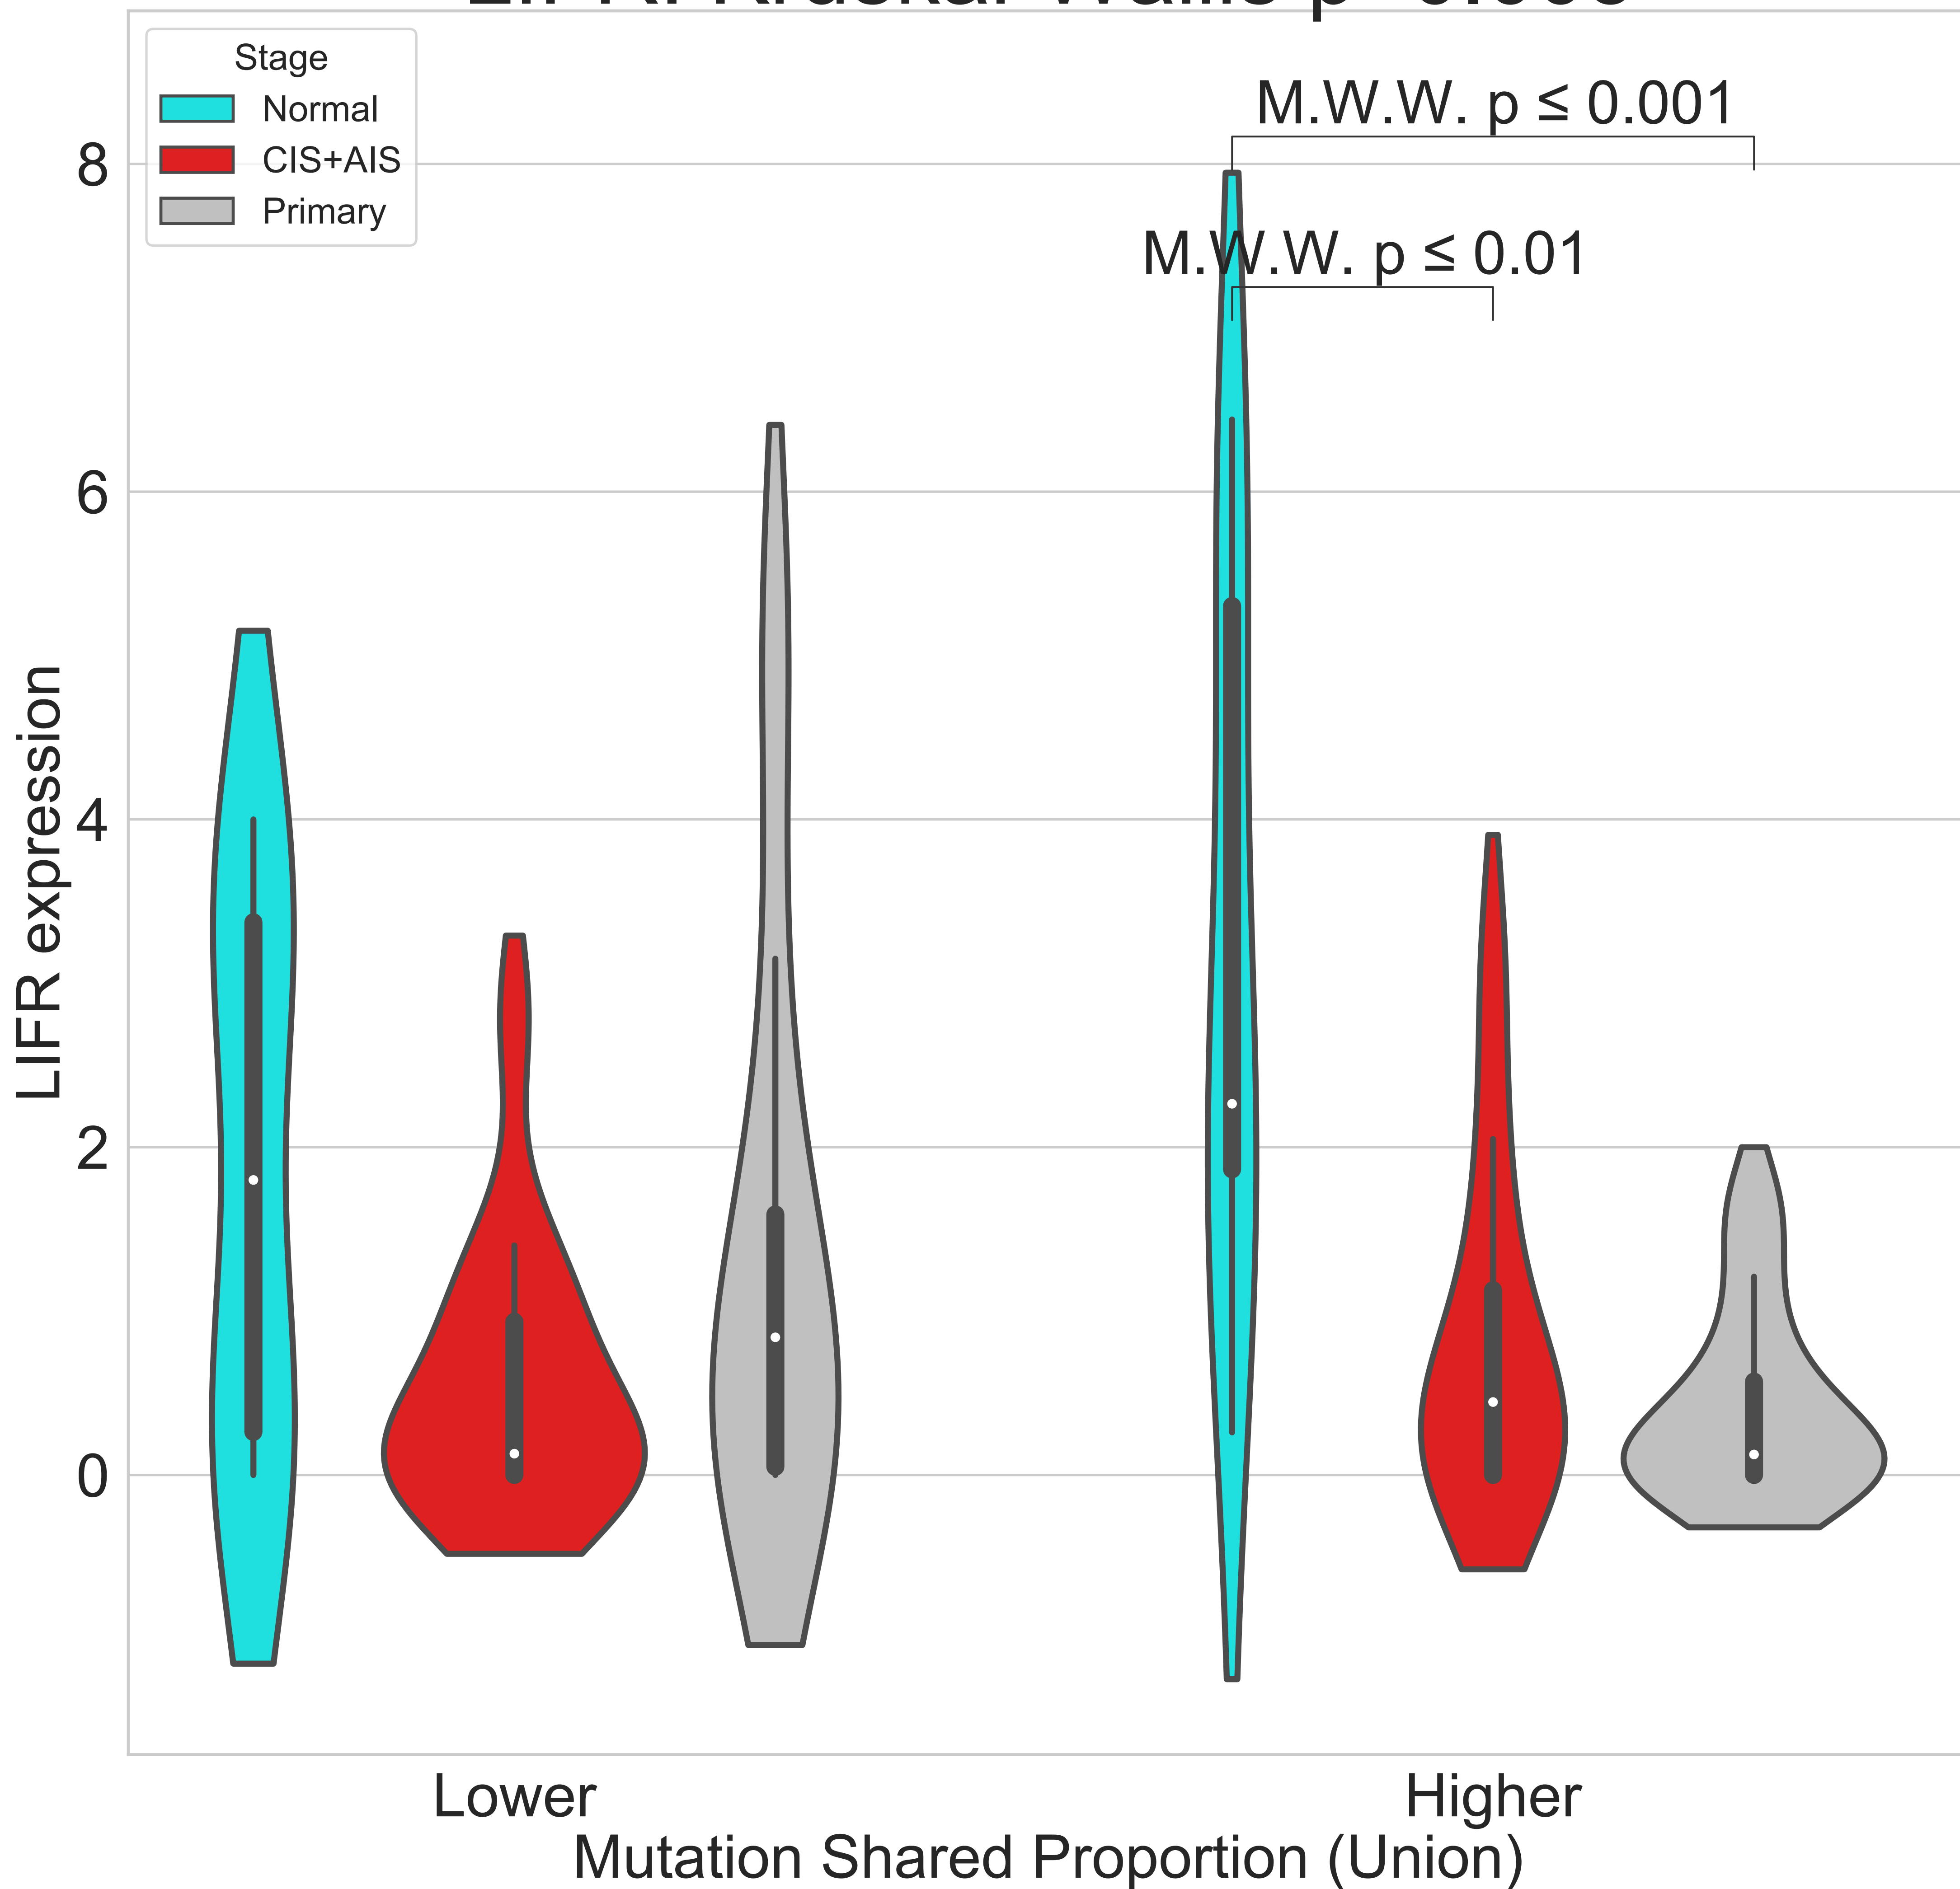 Stage
Normal
CIS+AIS
Primary
M.W.W. p ≤ 0.001
M.W.W. p ≤ 0.01
8
6
4
2
0
LIFR expression
Lower
Higher
Mutation Shared Proportion (Union)